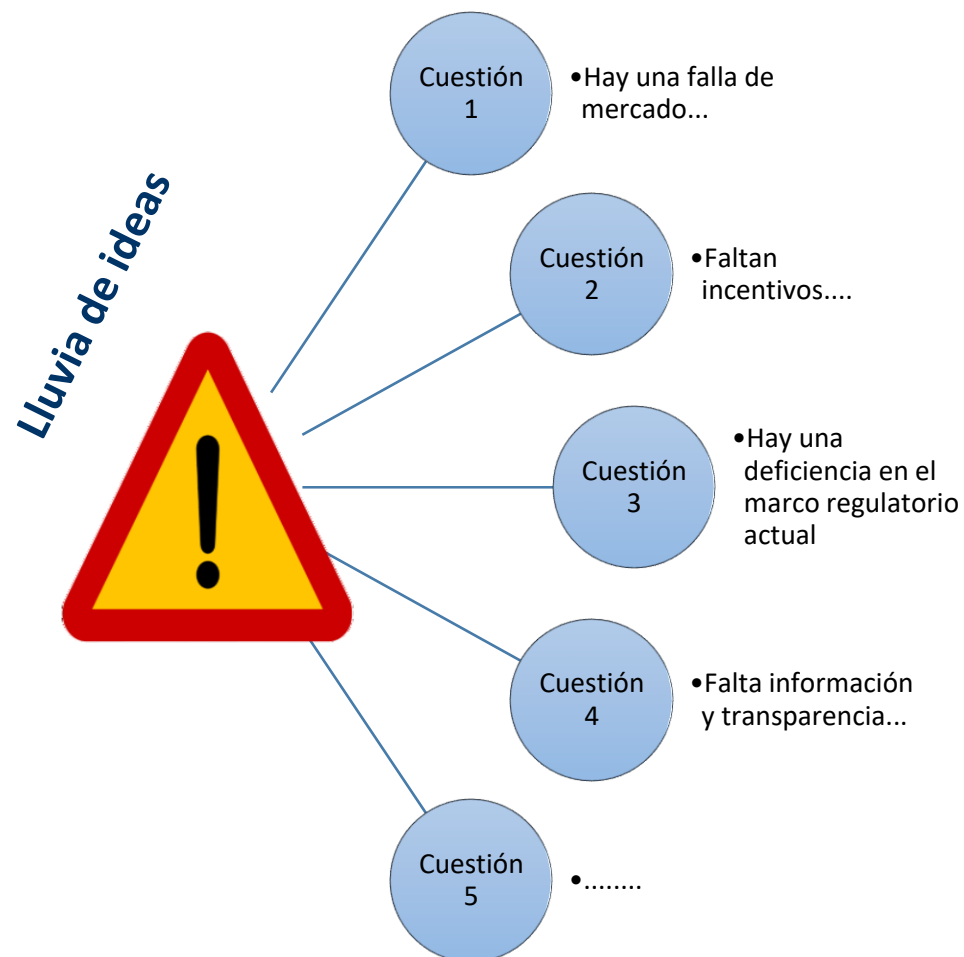 Lluvia de ideas
Cuestión
1
•Hay una falla de
mercado...
Cuestión
2
•Faltan
incentivos....
Cuestión
3
•Hay una
deficiencia en el
marco regulatorio
actual
Cuestión
4
•Falta información
y transparencia...
Cuestión
5
•........